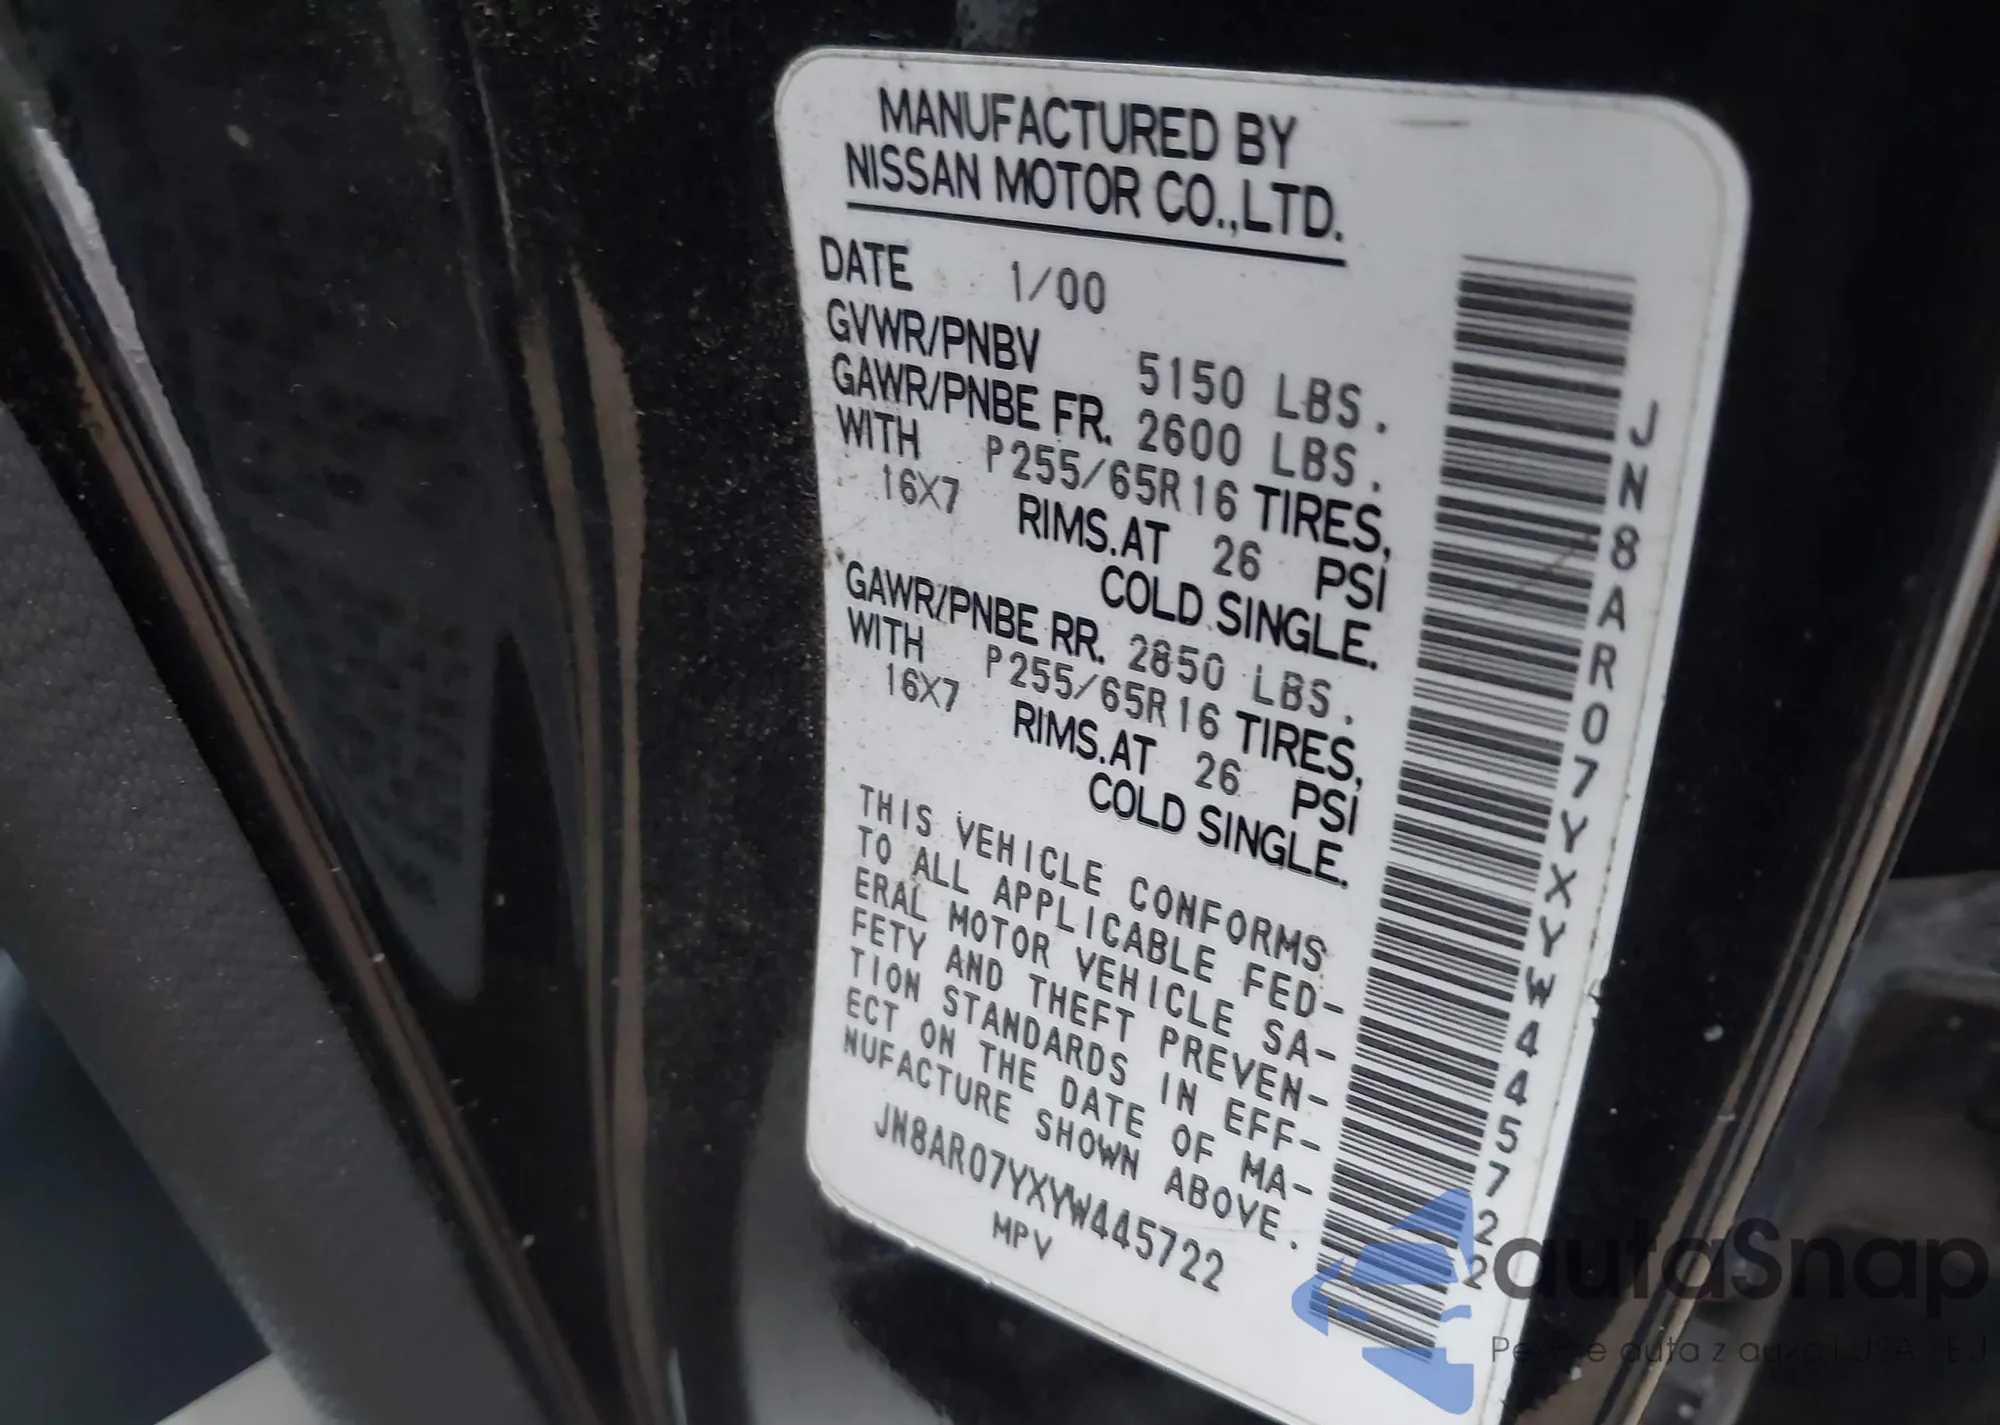 MANUFACTURED BY
NISSAN MOTOR CO.,LTD.
DATE 1/00
GVWR/PNBV 5150 LBS.
GAWR/PNBE FR. 2600 LBS.
WITH P255/65R16 TIRES,
16X7 RIMS.AT 26 PSI
COLD SINGLE.
GAWR/PNBE RR. 2850 LBS.
WITH P255/65R16 TIRES,
16X7 RIMS.AT 26 PSI
COLD SINGLE.
THIS VEHICLE CONFORMS
TO ALL APPLICABLE FED-
ERAL MOTOR VEHICLE SA-
FETY AND THEFT PREVEN-
TION STANDARDS IN EFF-
ECT ON THE DATE OF MA-
NUFACTURE SHOWN ABOVE.
JN8AR07YXYW445722
MPV
JN8AR07YXYW445722
autaSnap
auta z